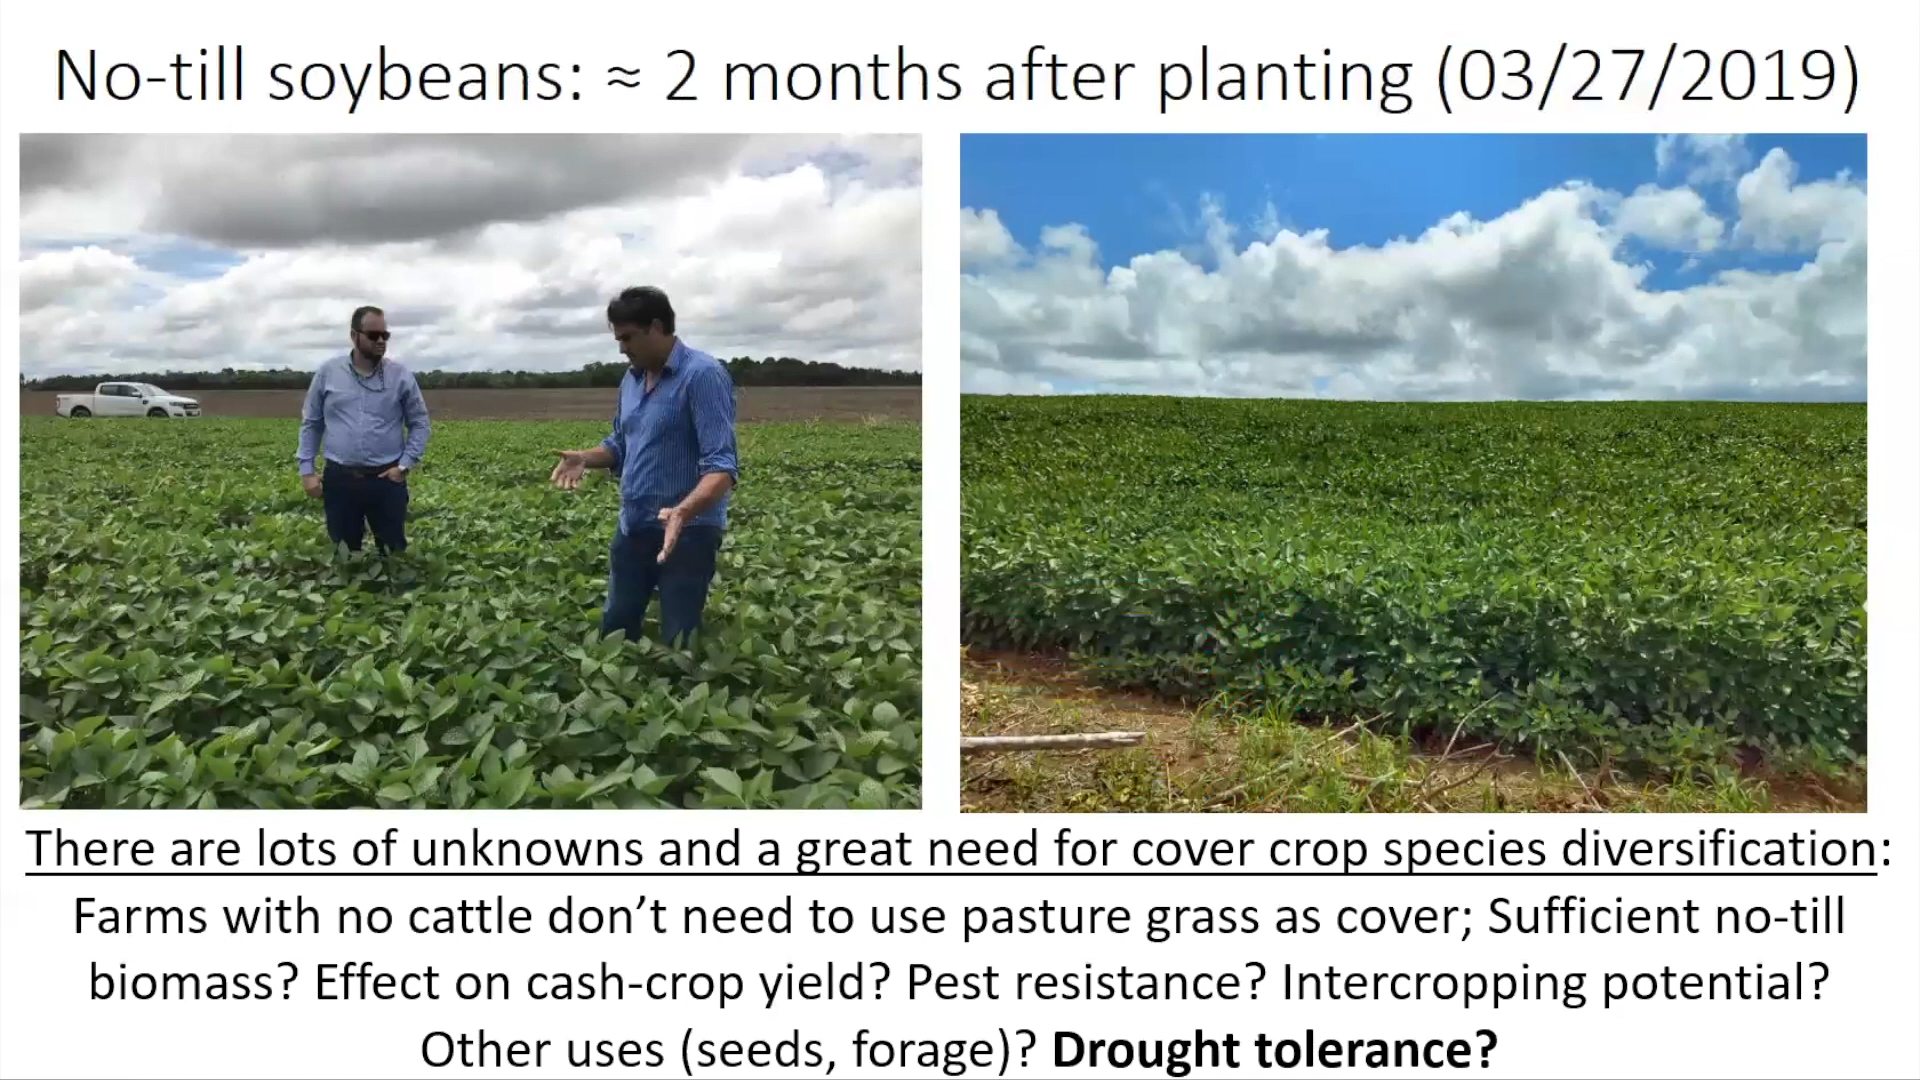 No-till soybeans: ≈ 2 months after planting (03/27/2019)
There are lots of unknowns and a great need for cover crop species diversification:
Farms with no cattle don’t need to use pasture grass as cover; Sufficient no-till
biomass? Effect on cash-crop yield? Pest resistance? Intercropping potential?
Other uses (seeds, forage)? Drought tolerance?